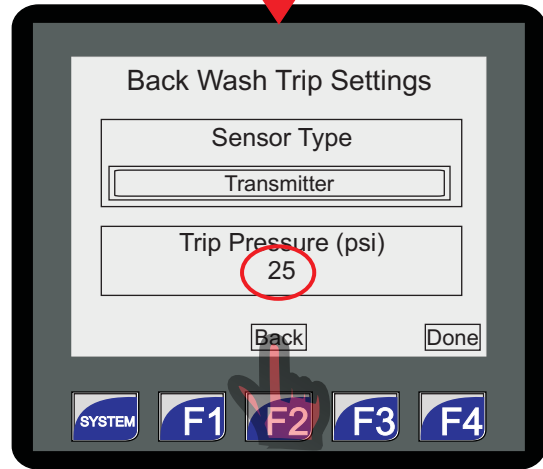 Back Wash Trip Settings
Sensor Type
Transmitter
Trip Pressure (psi)
25
Back Done
SYSTEM F1 F2 F3 F4